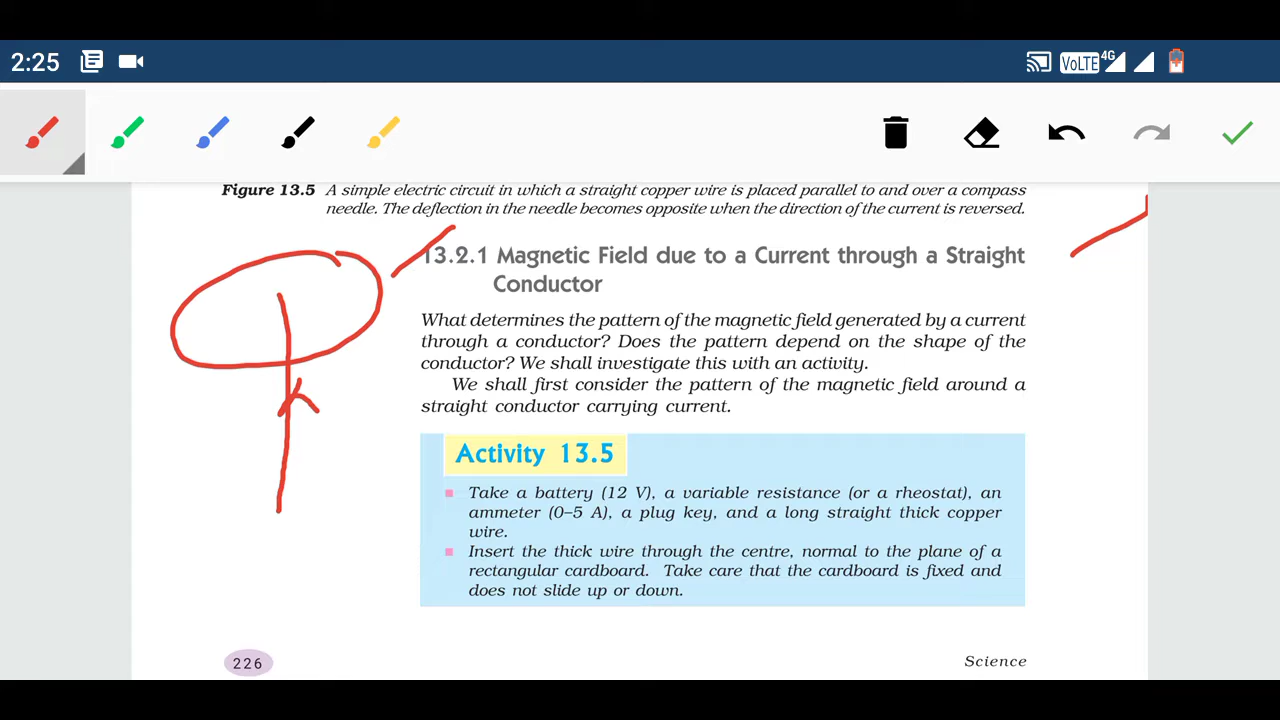 2:25
VoLTE 4G
Figure 13.5 A simple electric circuit in which a straight copper wire is placed parallel to and over a compass
needle. The deflection in the needle becomes opposite when the direction of the current is reversed.
13.2.1 Magnetic Field due to a Current through a Straight
Conductor
What determines the pattern of the magnetic field generated by a current
through a conductor? Does the pattern depend on the shape of the
conductor? We shall investigate this with an activity.
We shall first consider the pattern of the magnetic field around a
straight conductor carrying current.
Activity 13.5
Take a battery (12 V), a variable resistance (or a rheostat), an
ammeter (0–5 A), a plug key, and a long straight thick copper
wire.
Insert the thick wire through the centre, normal to the plane of a
rectangular cardboard. Take care that the cardboard is fixed and
does not slide up or down.
226
Science